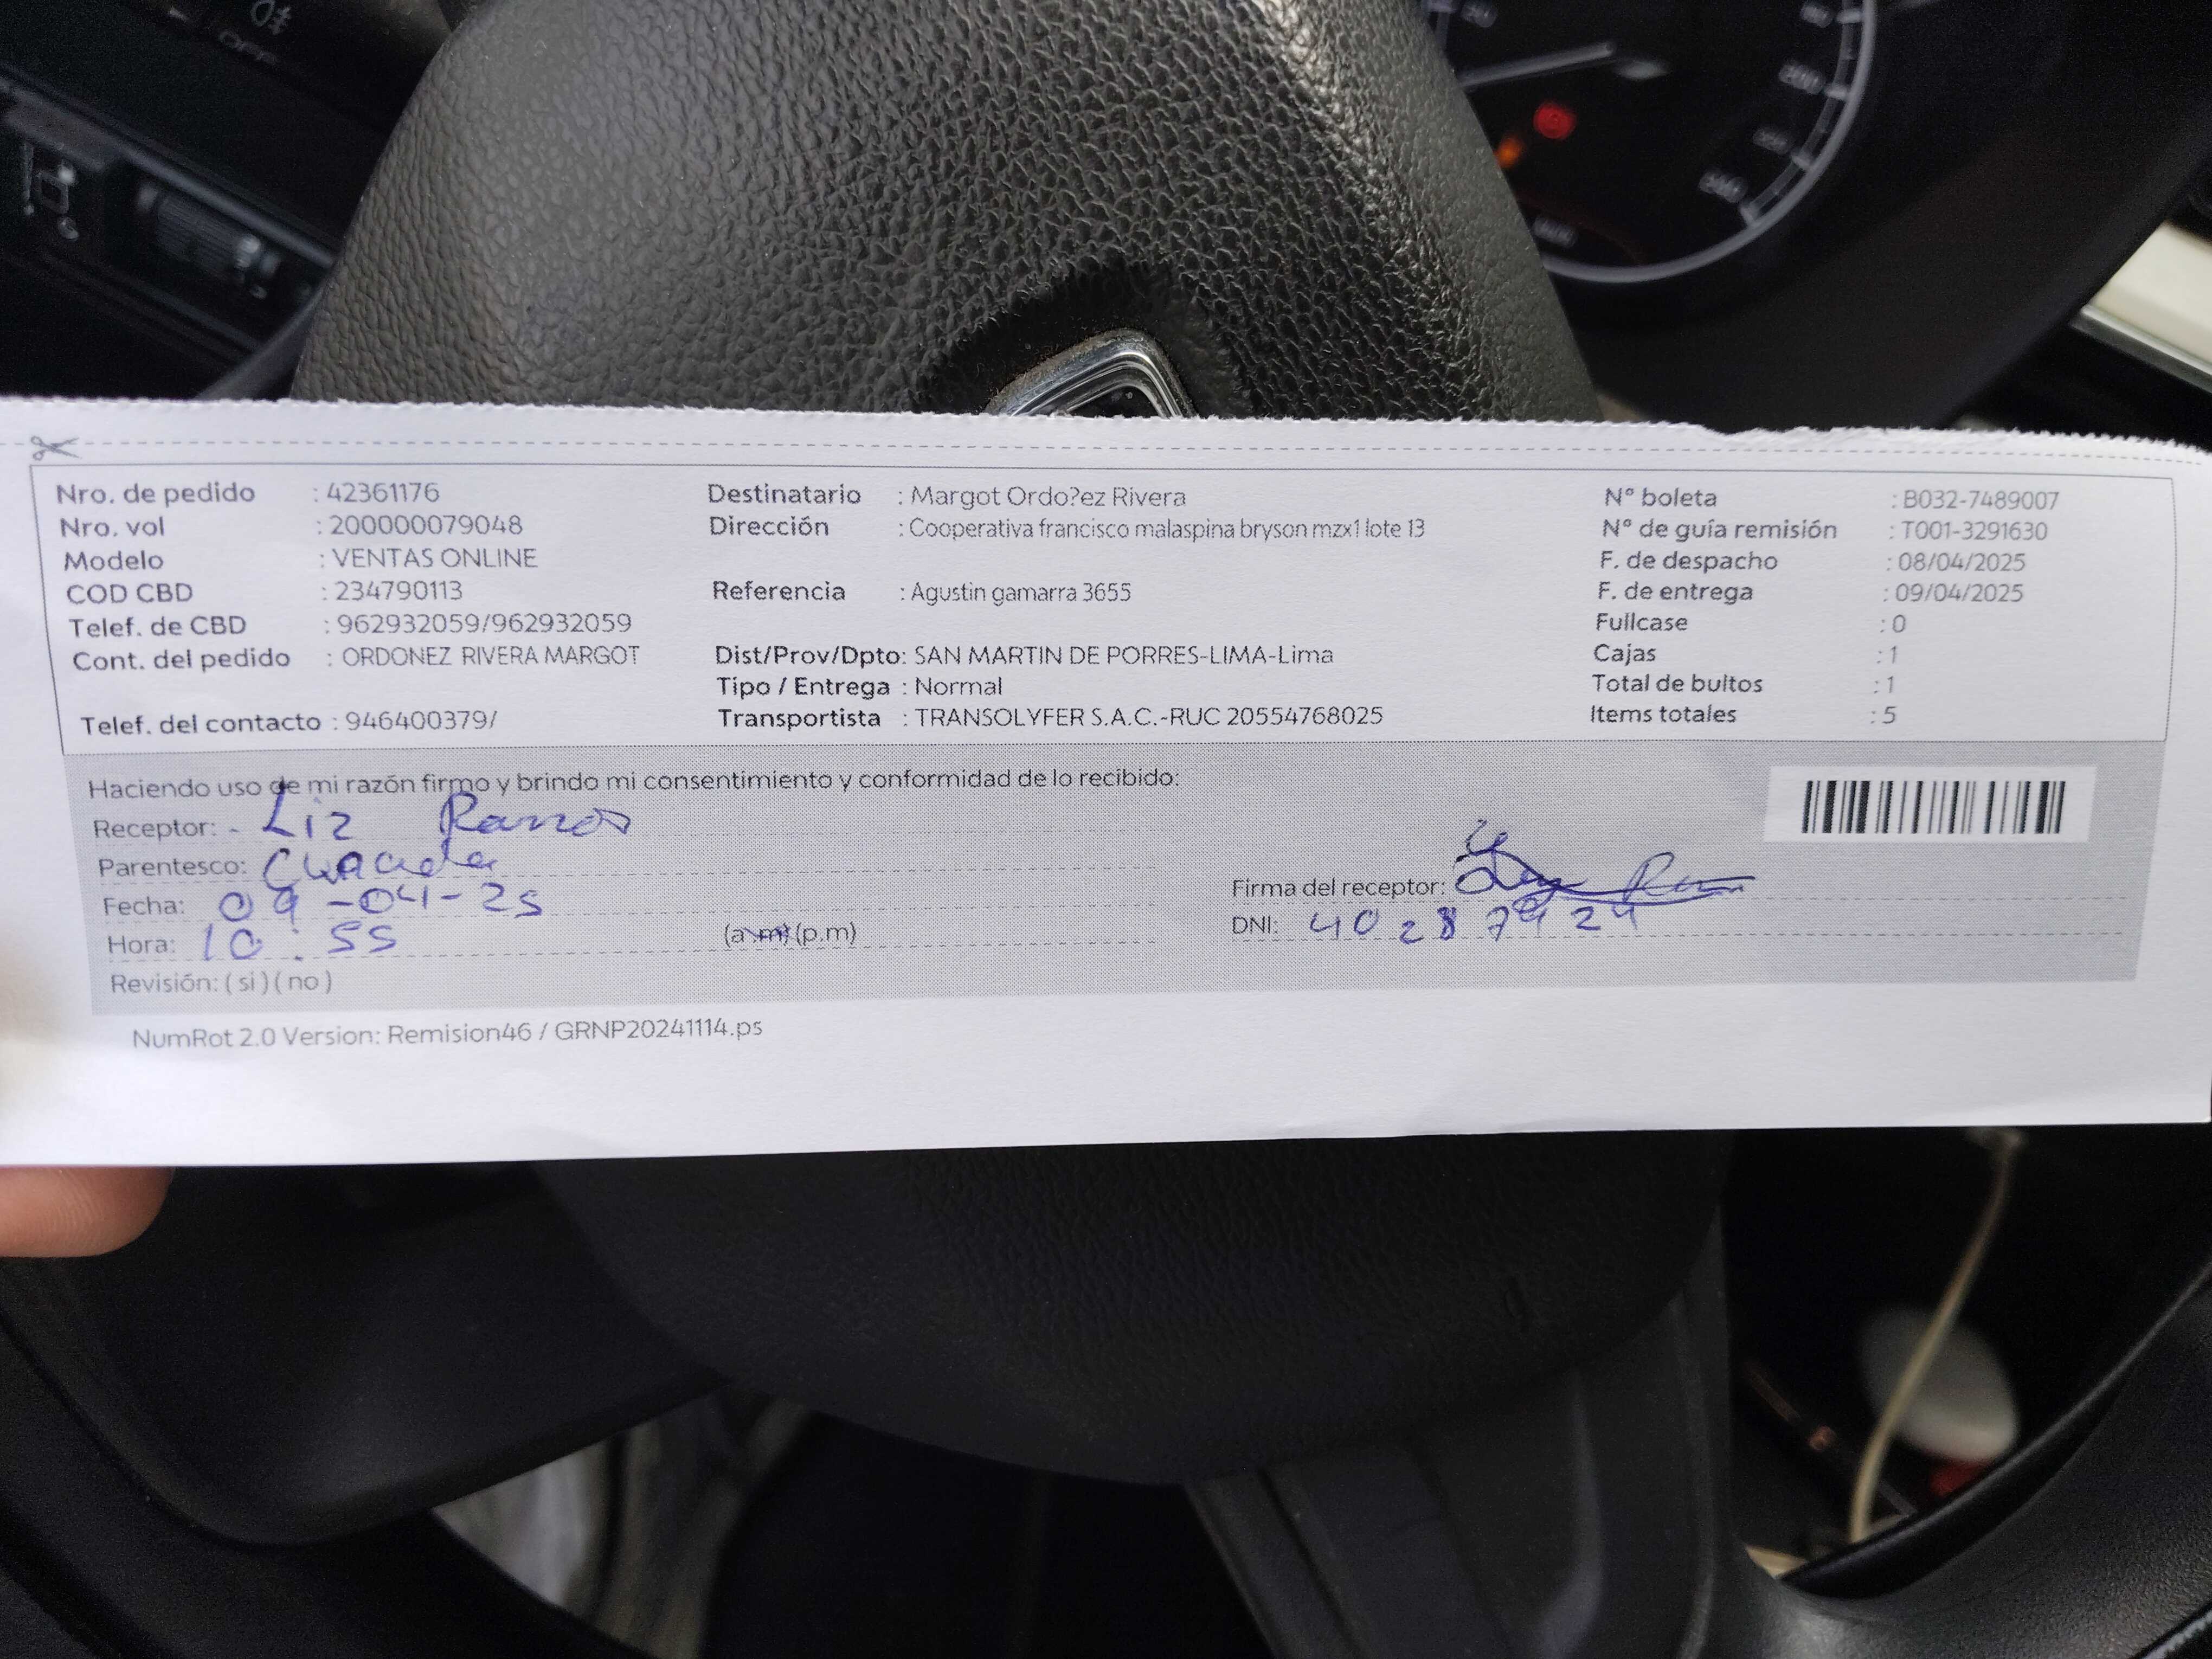 Nro. de pedido : 42361176
Nro. vol : 200000079048
Modelo : VENTAS ONLINE
COD CBD : 234790113
Telef. de CBD : 962932059/962932059
Cont. del pedido : ORDONEZ RIVERA MARGOT
Telef. del contacto : 946400379/
Destinatario : Margot Ordo?ez Rivera
Dirección : Cooperativa francisco malaspina bryson mzx1 lote 13
Referencia : Agustin gamarra 3655
Dist/Prov/Dpto: SAN MARTIN DE PORRES-LIMA-Lima
Tipo / Entrega : Normal
Transportista : TRANSOLYFER S.A.C.-RUC 20554768025
N° boleta : B032-7489007
N° de guía remisión : T001-3291630
F. de despacho : 08/04/2025
F. de entrega : 09/04/2025
Fullcase : 0
Cajas : 1
Total de bultos : 1
Items totales : 5
Haciendo uso de mi razón firmo y brindo mi consentimiento y conformidad de lo recibido:
Receptor: Liz Ramos
Parentesco:
Fecha: 09-04-25
Hora: 10:55 (a.m) (p.m)
Revisión: ( si ) ( no )
Firma del receptor:
DNI: 40287924
NumRot 2.0 Version: Remision46 / GRNP20241114.ps
OFF
200